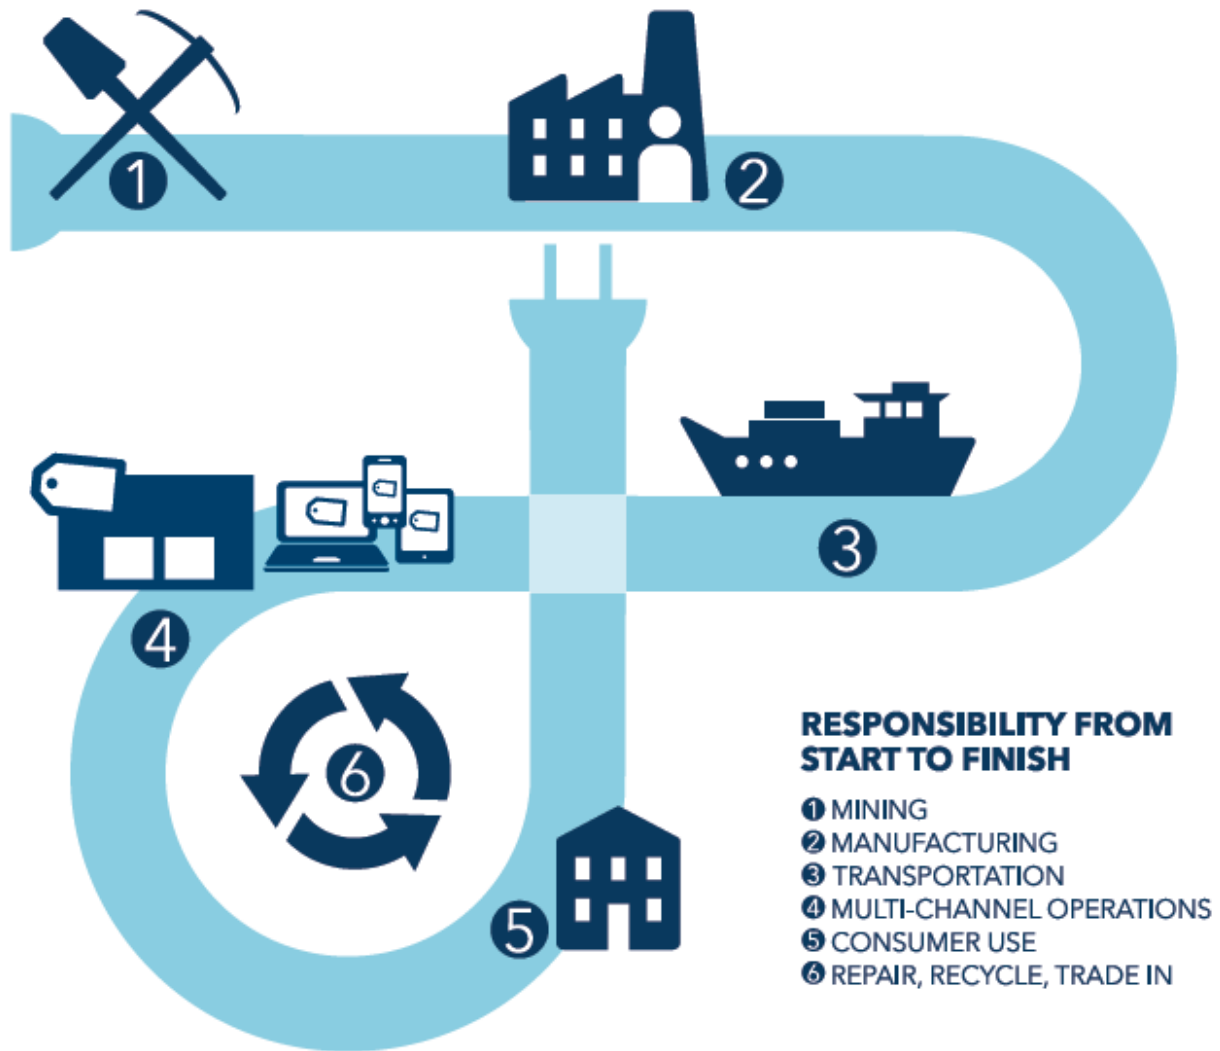 1
2
3
4
6
5
RESPONSIBILITY FROM
START TO FINISH
1 MINING
2 MANUFACTURING
3 TRANSPORTATION
4 MULTI-CHANNEL OPERATIONS
5 CONSUMER USE
6 REPAIR, RECYCLE, TRADE IN